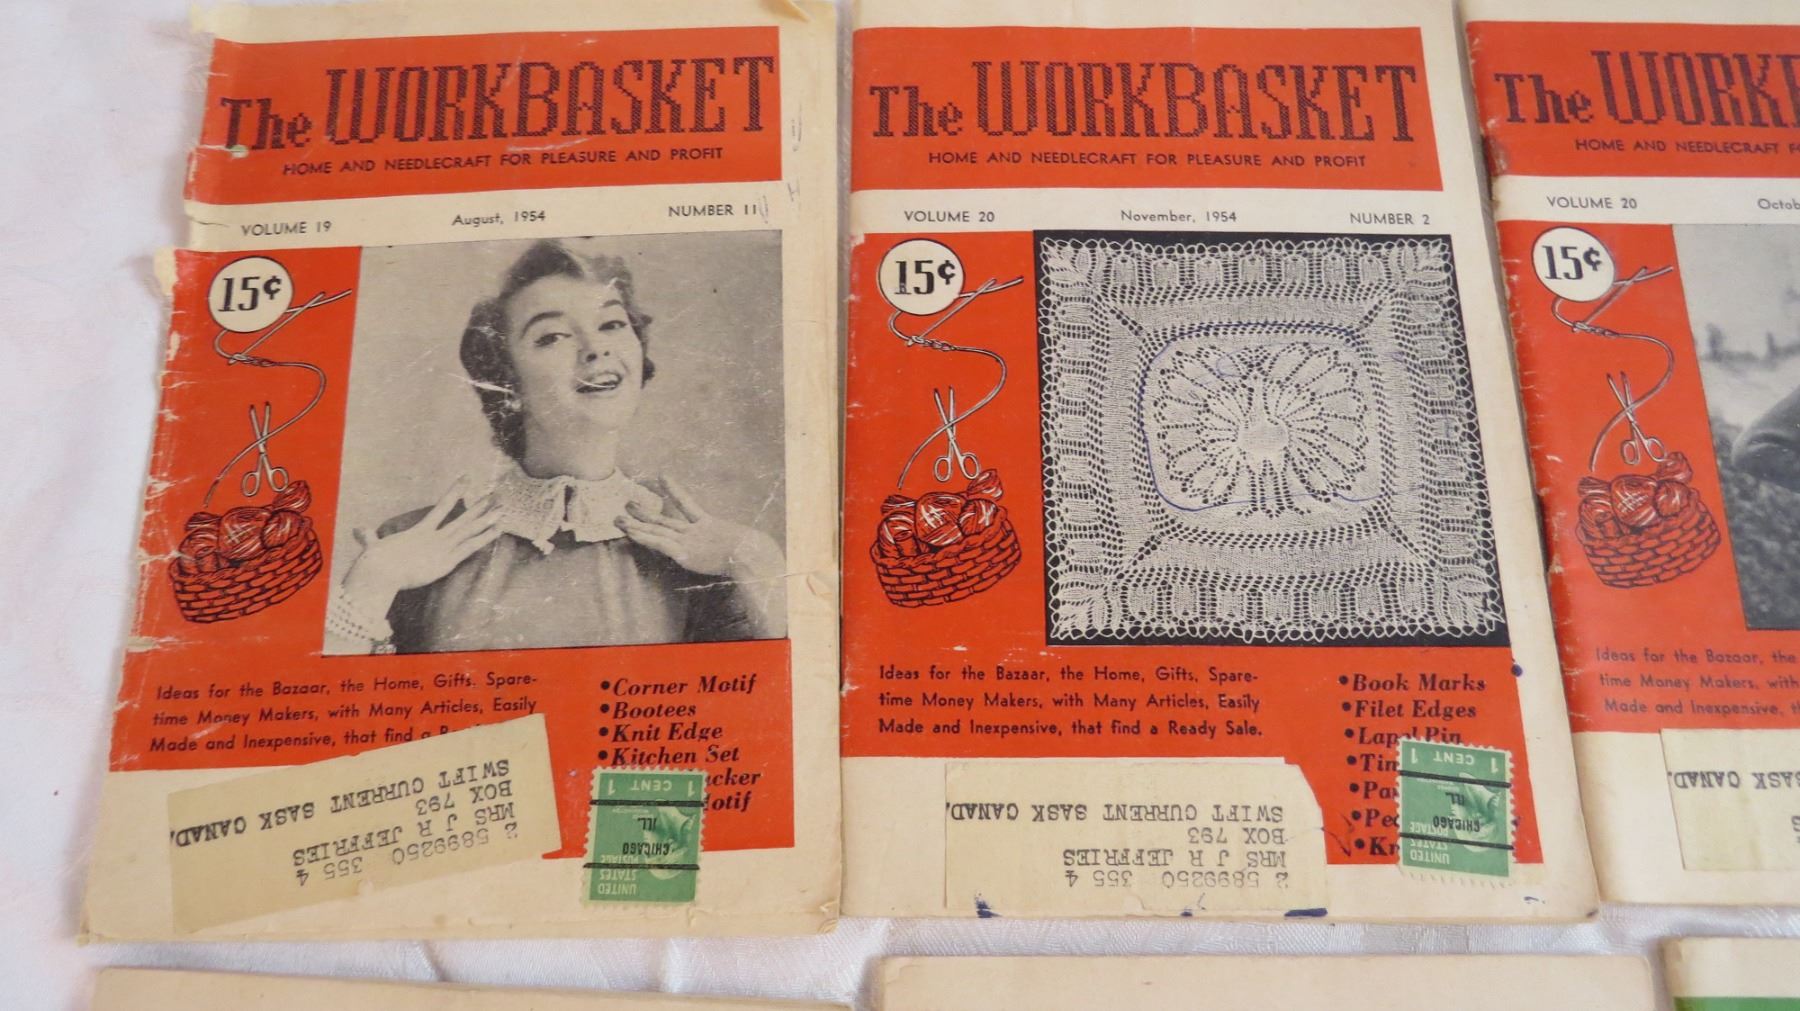 The WORKBASKET
HOME AND NEEDLECRAFT FOR PLEASURE AND PROFIT
VOLUME 19 August, 1954 NUMBER 11
15¢
Ideas for the Bazaar, the Home, Gifts, Spare-
time Money Makers, with Many Articles, Easily
Made and Inexpensive, that find a
•Corner Motif
•Bootees
•Knit Edge
•Kitchen Set
2 5899250 355 4
MRS J R JEFFRIES
BOX 793
SWIFT CURRENT SASK CANAD.
UNITED
STATES
POSTAGE
CHICAGO
ILL.
1 CENT 1
The WORKBASKET
HOME AND NEEDLECRAFT FOR PLEASURE AND PROFIT
VOLUME 20 November, 1954 NUMBER 2
15¢
Ideas for the Bazaar, the Home, Gifts, Spare-
time Money Makers, with Many Articles, Easily
Made and Inexpensive, that find a Ready Sale.
•Book Marks
•Filet Edges
•Lapel Pin
2 5899250 355 4
MRS J R JEFFRIES
BOX 793
SWIFT CURRENT SASK CANAD.
UNITED
STATES
POSTAGE
CHICAGO
ILL.
1 CENT 1
The WORK
HOME AND NEEDLECRAFT
VOLUME 20
15¢
Ideas for the Bazaar, the
time Money Makers, with
Made and Inexpensive,
SASK CANAD.